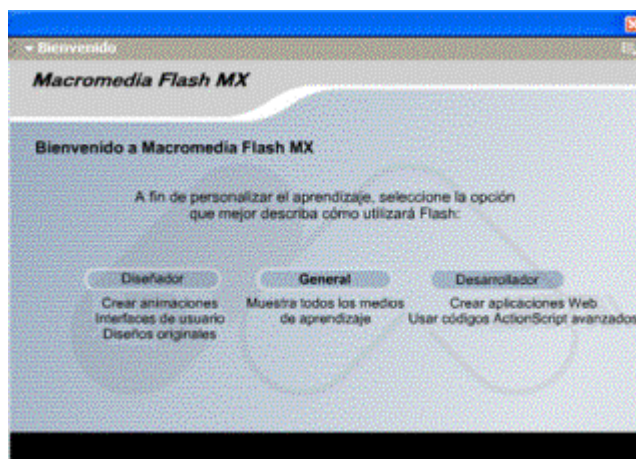 Bienvenido
Macromedia Flash MX
Bienvenido a Macromedia Flash MX
A fin de personalizar el aprendizaje, seleccione la opción
que mejor describa cómo utilizará Flash:
Diseñador
General
Desarrollador
Crear animaciones
Interfaces de usuario
Diseños originales
Muestra todos los medios
de aprendizaje
Crear aplicaciones Web
Usar códigos ActionScript avanzados